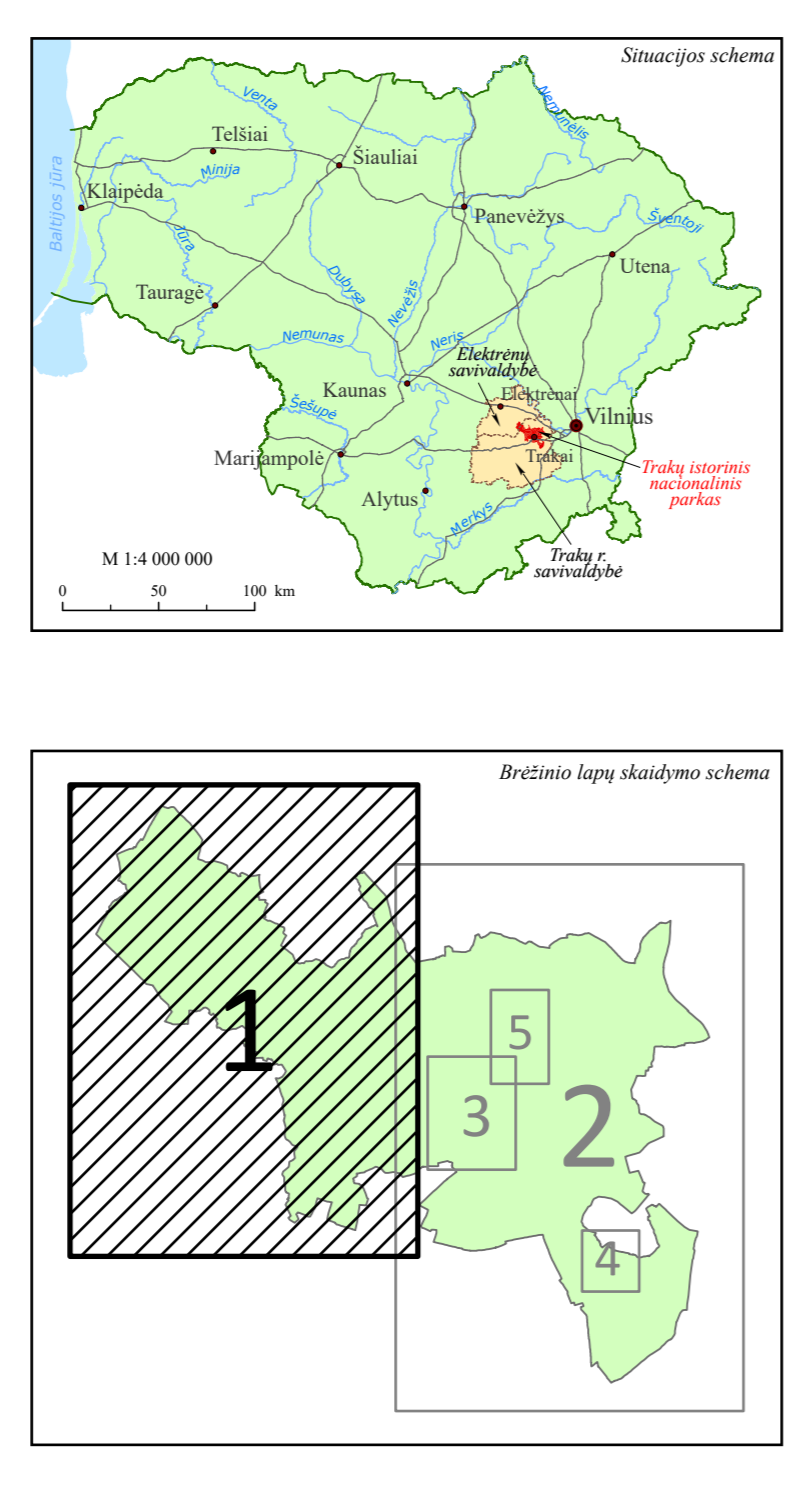 Situacijos schema
Venta
Nemunėlis
Telšiai
Šiauliai
Minija
Klaipėda
Baltijos jūra
Panevėžys
Šventoji
Jūra
Utena
Dubysa
Tauragė
Nevėžis
Nemunas
Neris
Elektrėnų
savivaldybė
Kaunas
Elektrėnai
Šešupė
Vilnius
Marijampolė
Trakai
Trakų istorinis
nacionalinis
parkas
Alytus
Merkys
Trakų r.
savivaldybė
M 1:4 000 000
0 50 100 km
Brėžinio lapų skaidymo schema
1
5
3
2
4